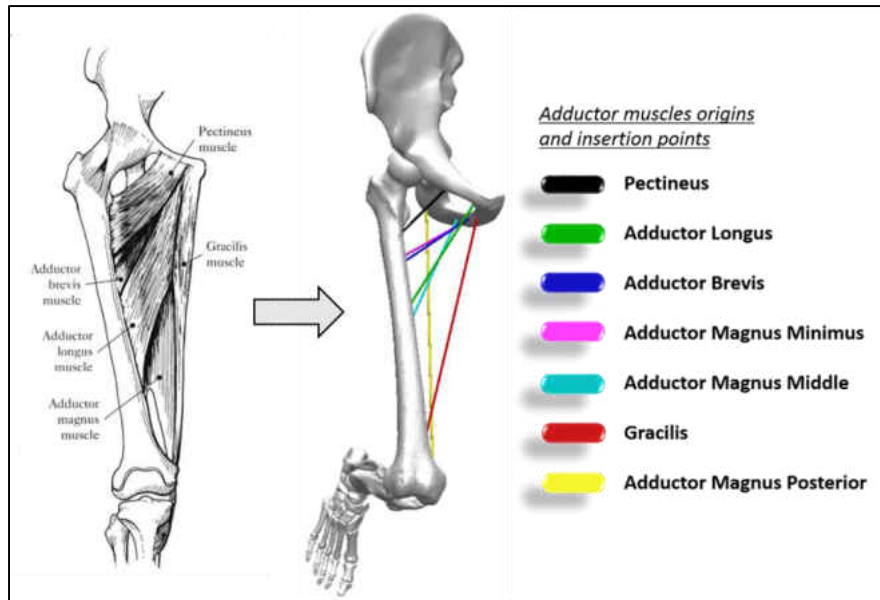 Pectineus
muscle
Gracilis
muscle
Adductor
brevis
muscle
Adductor
longus
muscle
Adductor
magnus
muscle
Adductor muscles origins
and insertion points
Pectineus
Adductor Longus
Adductor Brevis
Adductor Magnus Minimus
Adductor Magnus Middle
Gracilis
Adductor Magnus Posterior